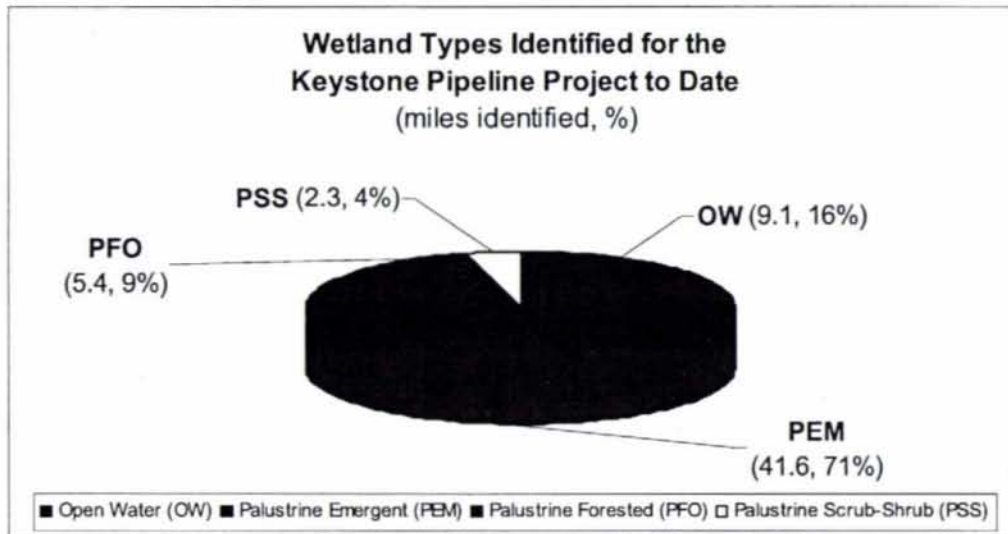 Wetland Types Identified for the
Keystone Pipeline Project to Date
(miles identified, %)
PSS (2.3, 4%)
OW (9.1, 16%)
PFO
(5.4, 9%)
PEM
(41.6, 71%)
Open Water (OW) Palustrine Emergent (PEM) Palustrine Forested (PFO) Palustrine Scrub-Shrub (PSS)